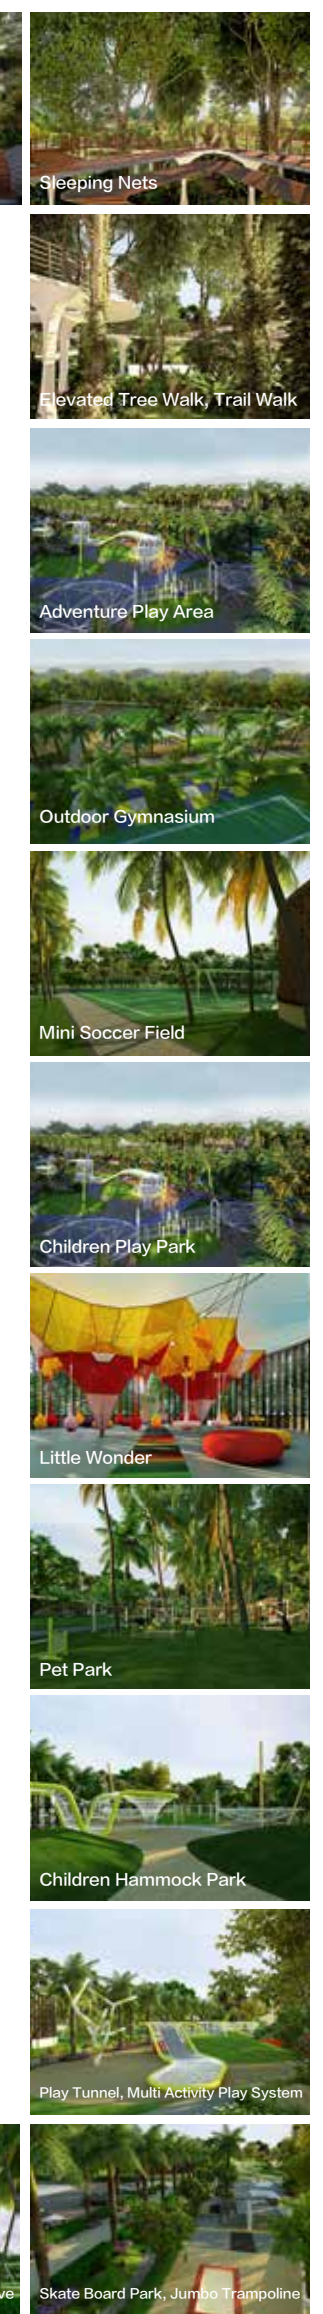 Sleeping Nets
Elevated Tree Walk, Trail Walk
Adventure Play Area
Outdoor Gymnasium
Mini Soccer Field
Children Play Park
Little Wonder
Pet Park
Children Hammock Park
Play Tunnel, Multi Activity Play System
Skate Board Park, Jumbo Trampoline